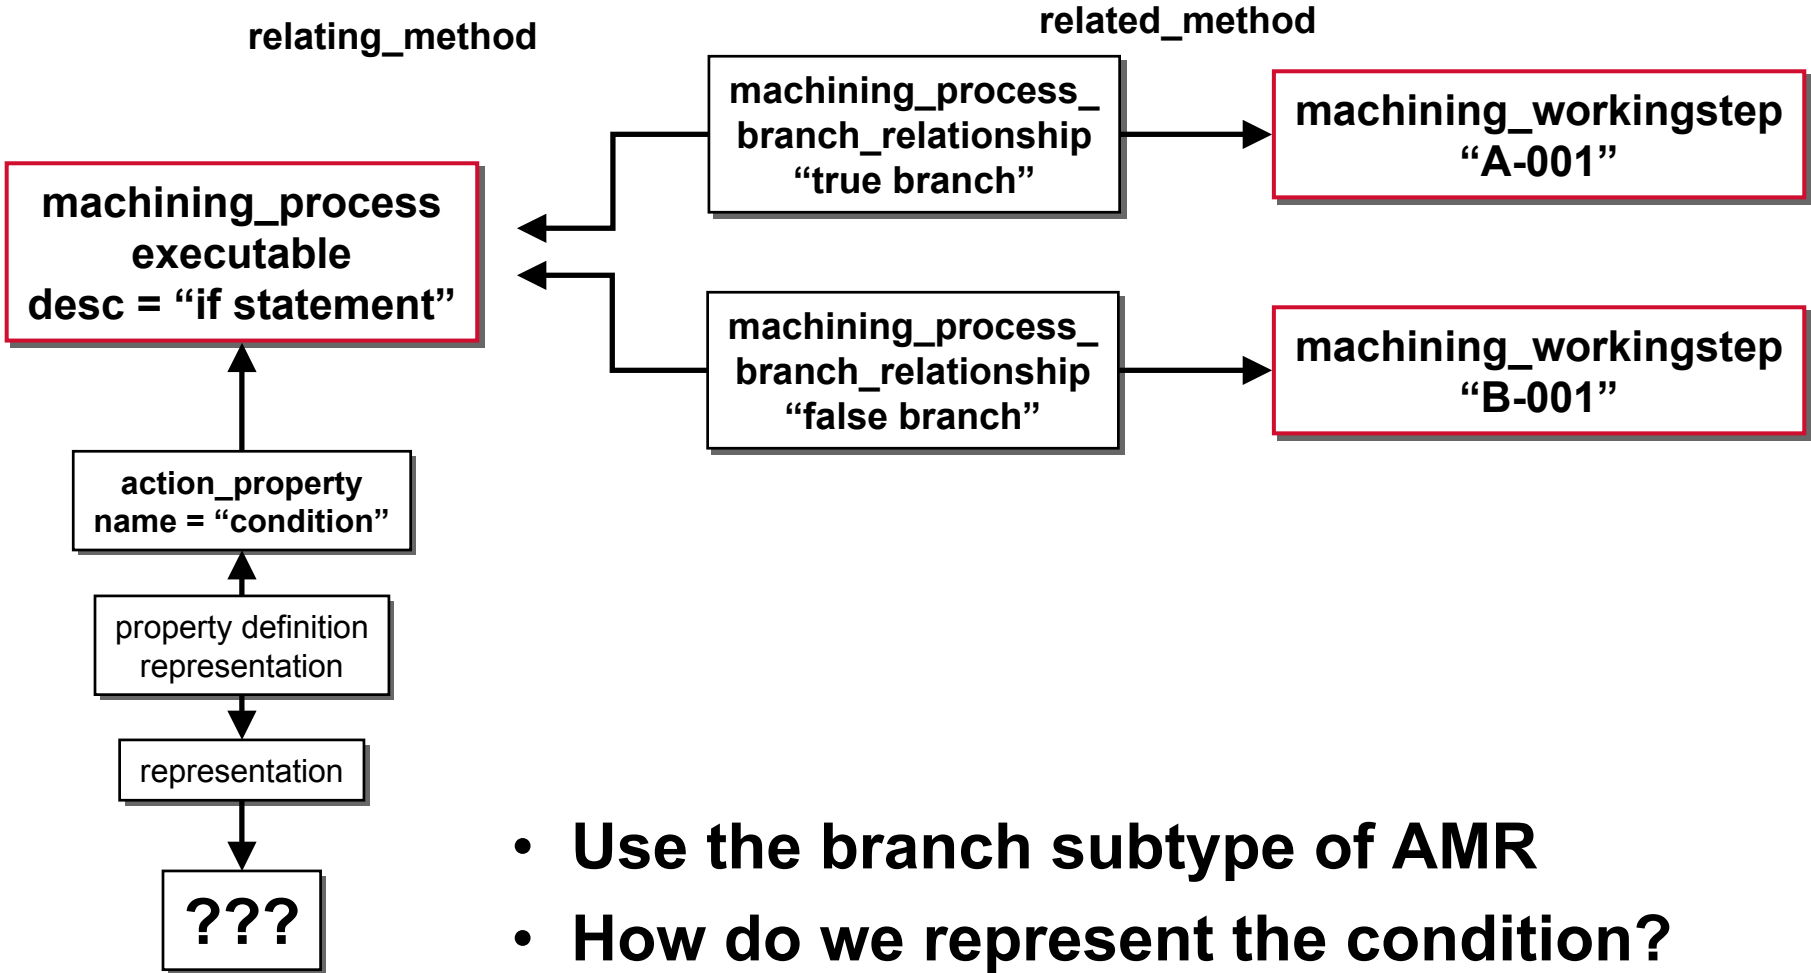 relating_method
related_method
machining_process_
branch_relationship
“true branch”
machining_workingstep
“A-001”
machining_process
executable
desc = “if statement”
machining_process_
branch_relationship
“false branch”
machining_workingstep
“B-001”
action_property
name = “condition”
property definition
representation
representation
???
• Use the branch subtype of AMR
• How do we represent the condition?